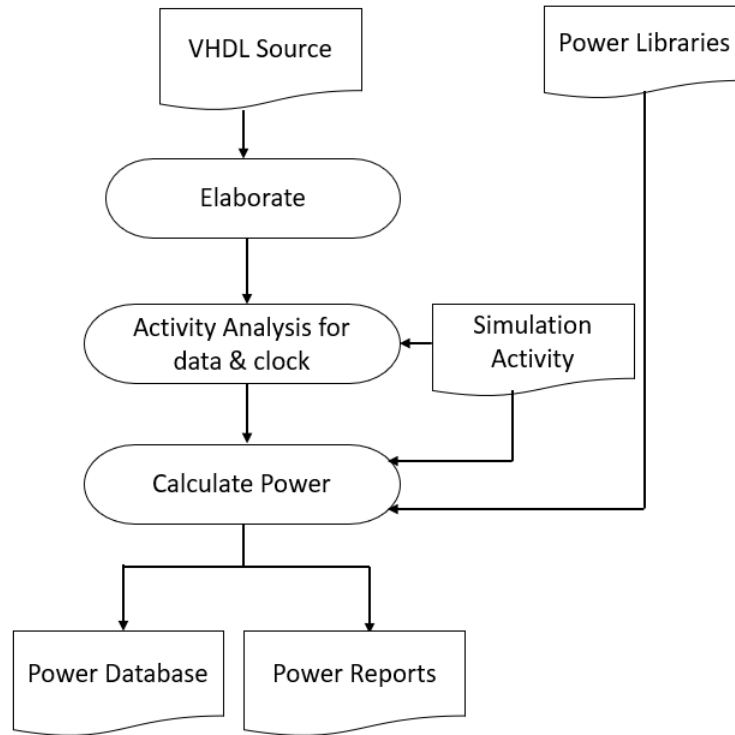 VHDL Source
Power Libraries
Elaborate
Activity Analysis for
data & clock
Simulation
Activity
Calculate Power
Power Database
Power Reports